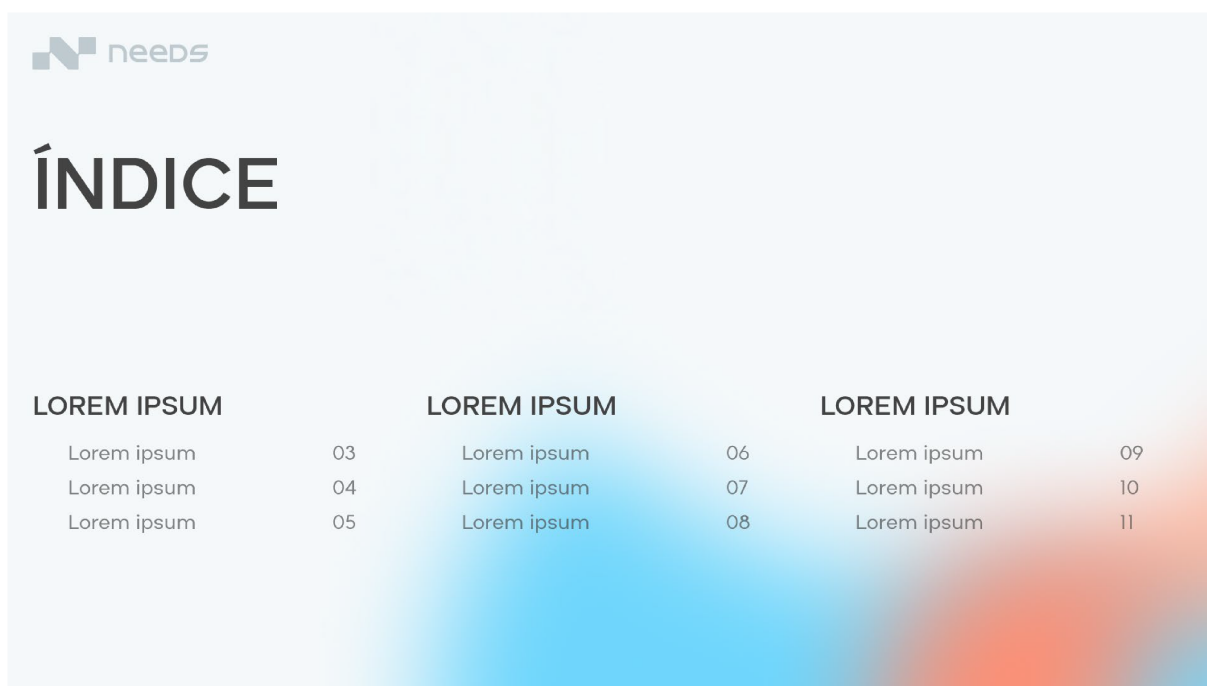 needs
ÍNDICE
LOREM IPSUM
Lorem ipsum 03
Lorem ipsum 04
Lorem ipsum 05
LOREM IPSUM
Lorem ipsum 06
Lorem ipsum 07
Lorem ipsum 08
LOREM IPSUM
Lorem ipsum 09
Lorem ipsum 10
Lorem ipsum 11